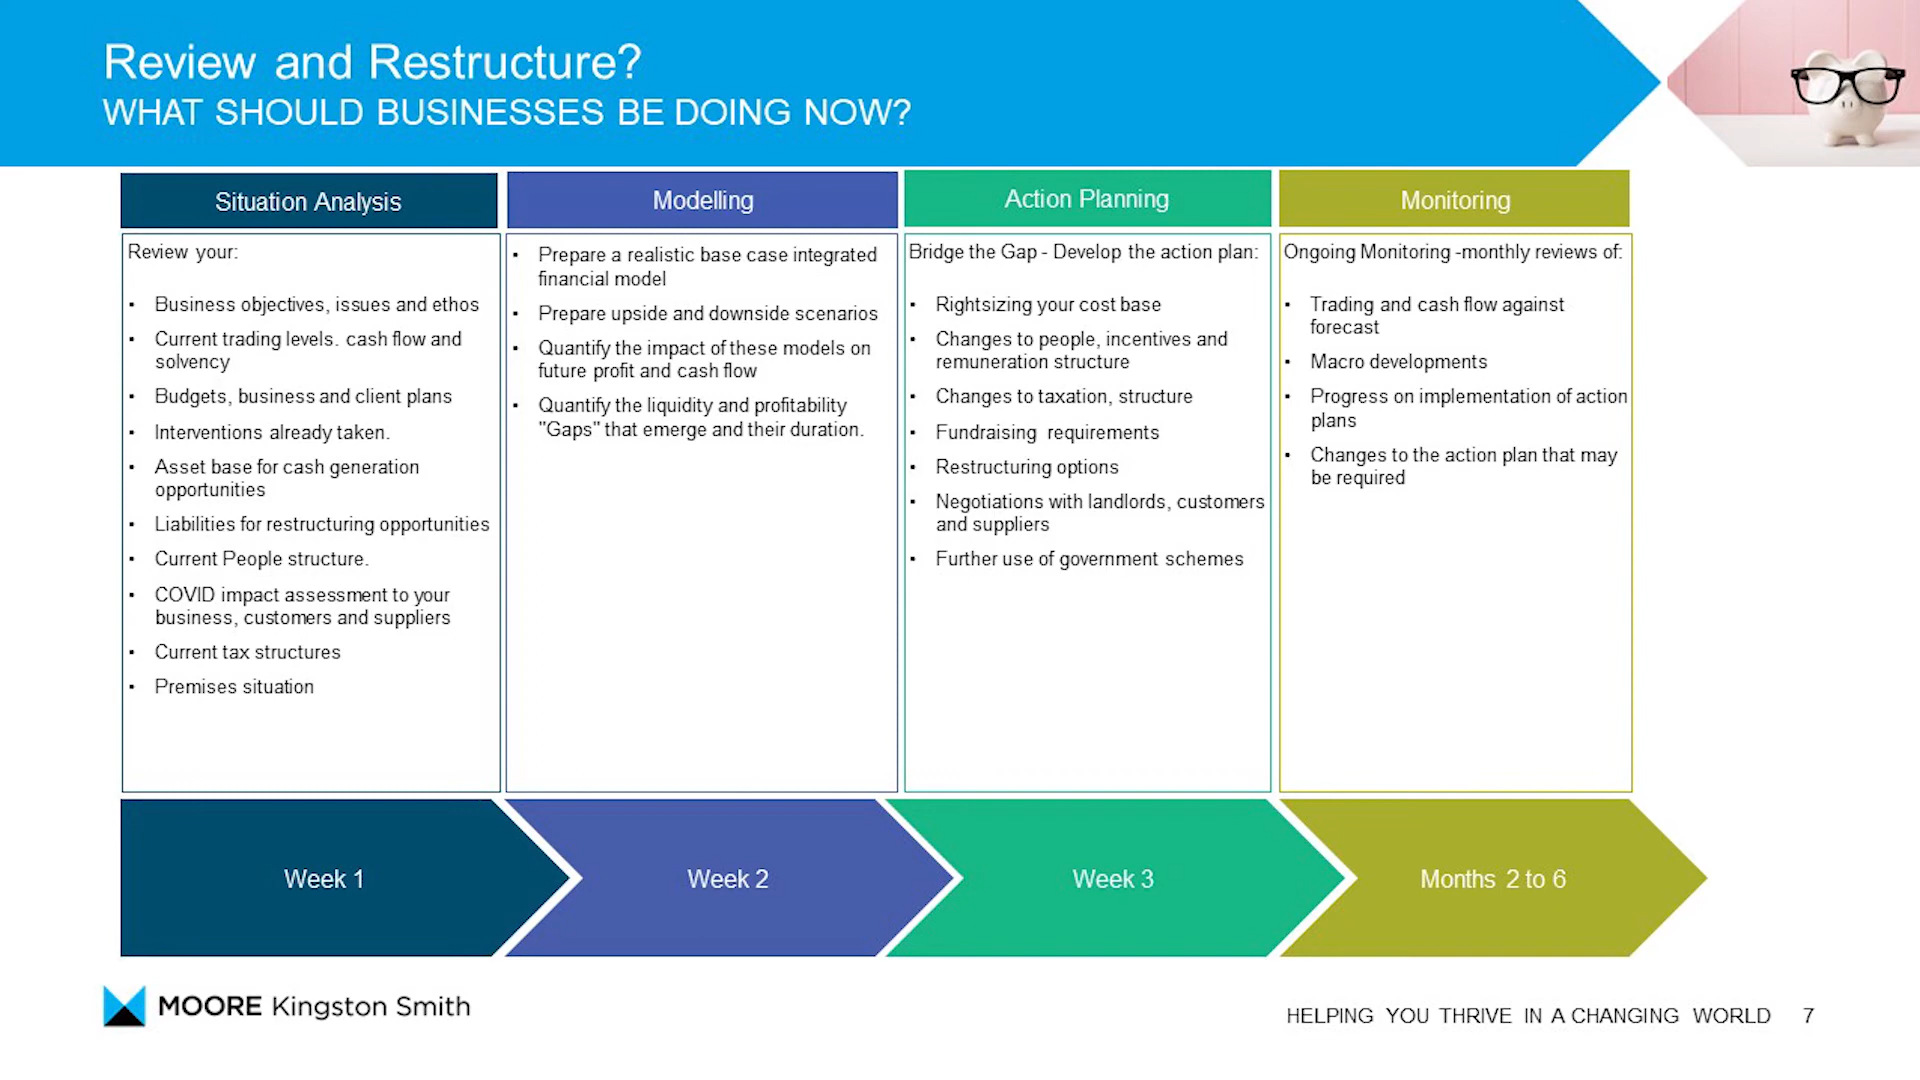 Review and Restructure?
WHAT SHOULD BUSINESSES BE DOING NOW?
Situation Analysis
Review your:
• Business objectives, issues and ethos
• Current trading levels. cash flow and
solvency
• Budgets, business and client plans
• Interventions already taken.
• Asset base for cash generation
opportunities
• Liabilities for restructuring opportunities
• Current People structure.
• COVID impact assessment to your
business, customers and suppliers
• Current tax structures
• Premises situation
Modelling
• Prepare a realistic base case integrated
financial model
• Prepare upside and downside scenarios
• Quantify the impact of these models on
future profit and cash flow
• Quantify the liquidity and profitability
"Gaps" that emerge and their duration.
Action Planning
Bridge the Gap - Develop the action plan:
• Rightsizing your cost base
• Changes to people, incentives and
remuneration structure
• Changes to taxation, structure
• Fundraising requirements
• Restructuring options
• Negotiations with landlords, customers
and suppliers
• Further use of government schemes
Monitoring
Ongoing Monitoring -monthly reviews of:
• Trading and cash flow against
forecast
• Macro developments
• Progress on implementation of action
plans
• Changes to the action plan that may
be required
Week 1
Week 2
Week 3
Months 2 to 6
MOORE Kingston Smith
HELPING YOU THRIVE IN A CHANGING WORLD 7